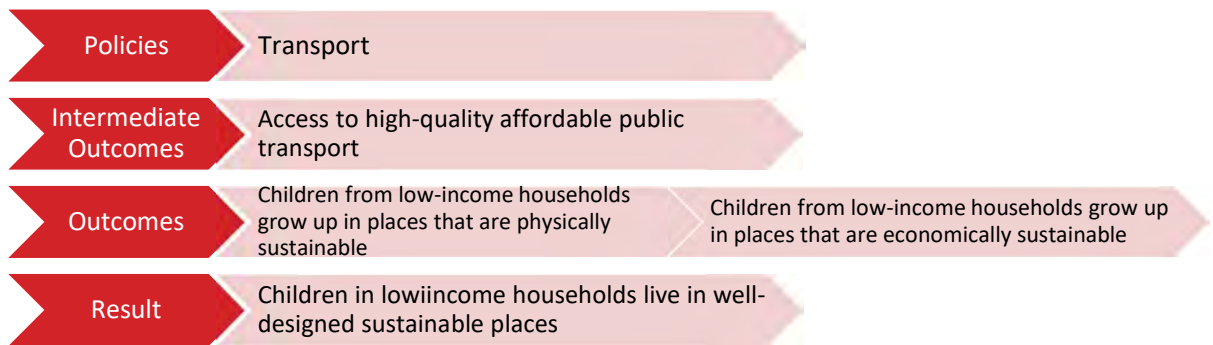 Policies
Transport
Intermediate
Outcomes
Access to high-quality affordable public
transport
Outcomes
Children from low-income households
grow up in places that are physically
sustainable
Children from low-income households grow up
in places that are economically sustainable
Result
Children in lowiincome households live in well-
designed sustainable places